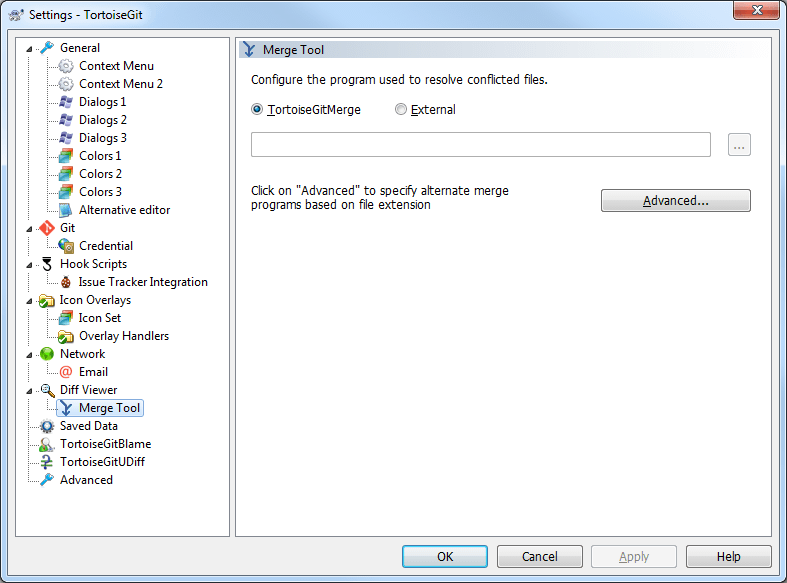 Settings - TortoiseGit
General
Context Menu
Context Menu 2
Dialogs 1
Dialogs 2
Dialogs 3
Colors 1
Colors 2
Colors 3
Alternative editor
Git
Credential
Hook Scripts
Issue Tracker Integration
Icon Overlays
Icon Set
Overlay Handlers
Network
Email
Diff Viewer
Merge Tool
Saved Data
TortoiseGitBlame
TortoiseGitUDiff
Advanced
Merge Tool
Configure the program used to resolve conflicted files.
TortoiseGitMerge External
...
Click on "Advanced" to specify alternate merge
programs based on file extension
Advanced...
OK Cancel Apply Help